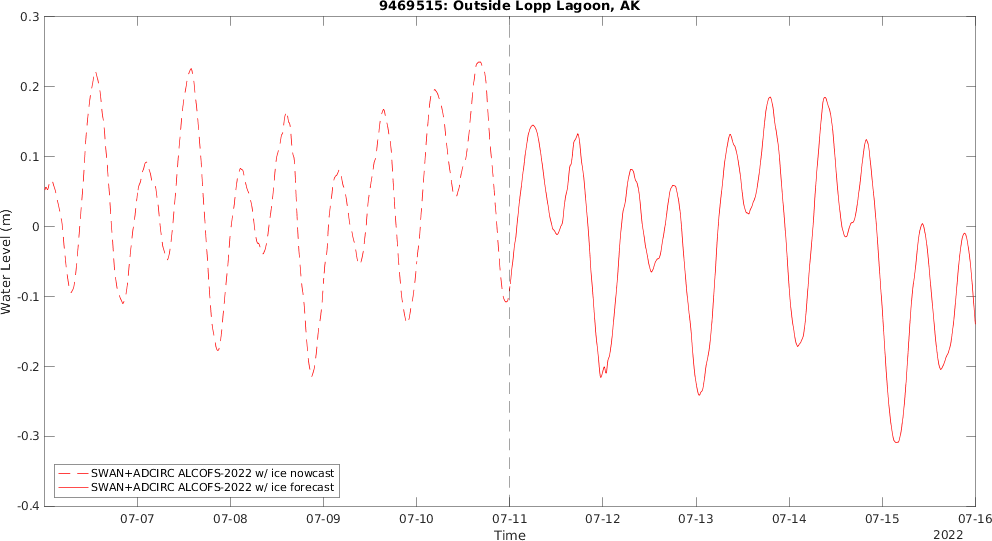 9469515: Outside Lopp Lagoon, AK
0.3
0.2
0.1
0
-0.1
-0.2
-0.3
-0.4
Water Level (m)
SWAN+ADCIRC ALCOFS-2022 w/ ice nowcast
SWAN+ADCIRC ALCOFS-2022 w/ ice forecast
07-07 07-08 07-09 07-10 07-11 07-12 07-13 07-14 07-15 07-16
Time
2022